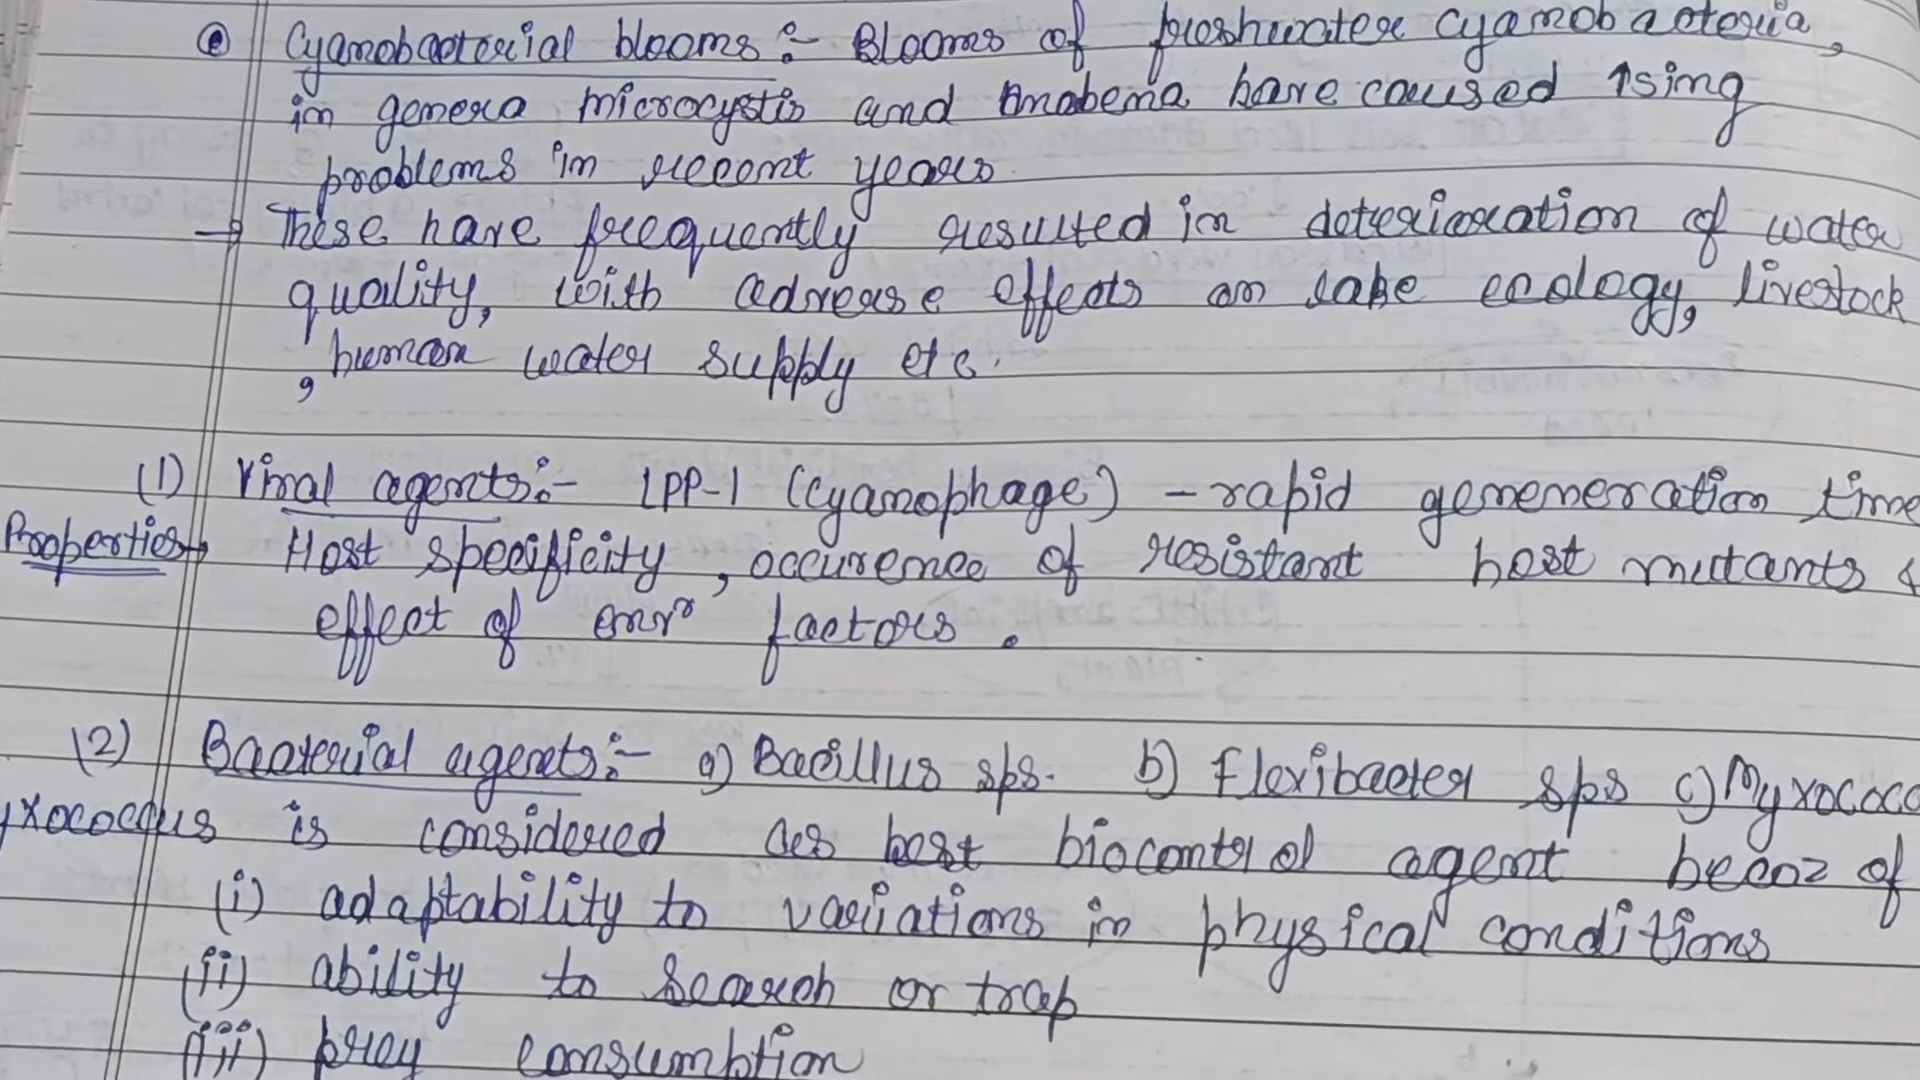 @ Cyanobacterial blooms :- Blooms of freshwater cyanobacteria,
in genera microcystis and Anabena have caused rising
problems in recent years
→ These have frequently resulted in deterioration of water
quality, with adverse effects on lake ecology, livestock
, human water supply etc.
(1) Viral agents:- LPP-1 (cyanophage) - rapid genemeration time
Properties → Host specificity, occurence of resistant host mutants &
effect of envr factors.
(2) Bacterial agents:- a) Bacillus sps. b) Flexibacter sps c) Myxococc
yxococcus is considered as best biocontrol agent becoz of
(i) adaptability to variations in physical conditions
(ii) ability to search or trap
(iii) prey consumption